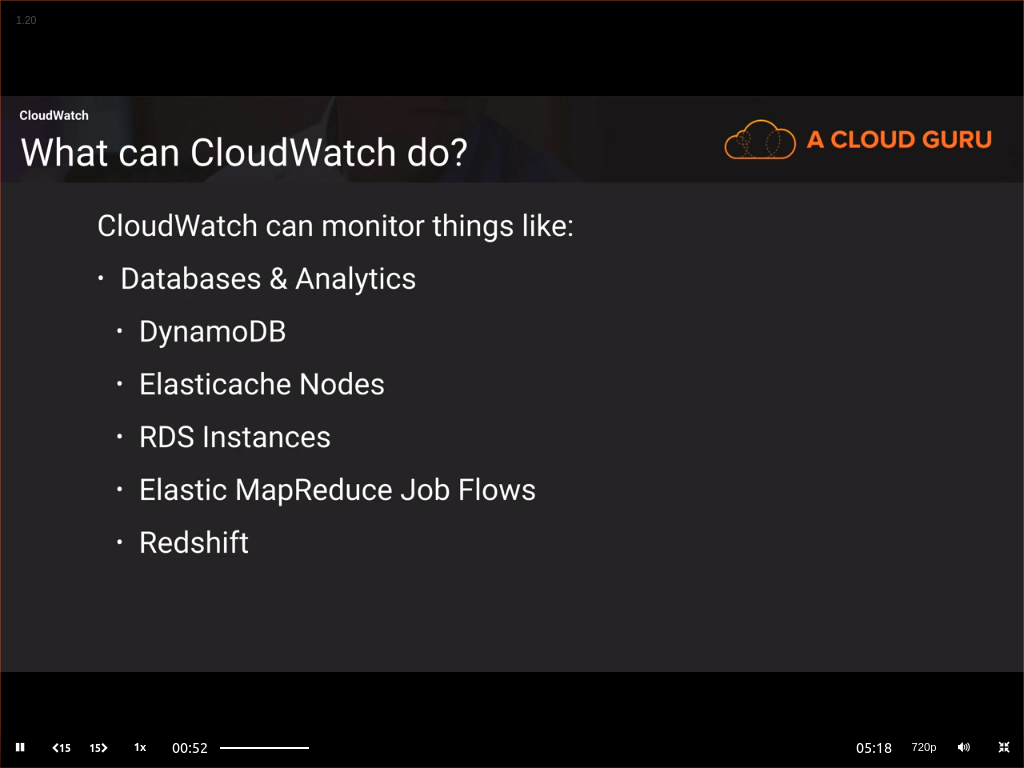 1.20
CloudWatch
What can CloudWatch do?
A CLOUD GURU
CloudWatch can monitor things like:
• Databases & Analytics
• DynamoDB
• Elasticache Nodes
• RDS Instances
• Elastic MapReduce Job Flows
• Redshift
15 15 1x 00:52 05:18 720p